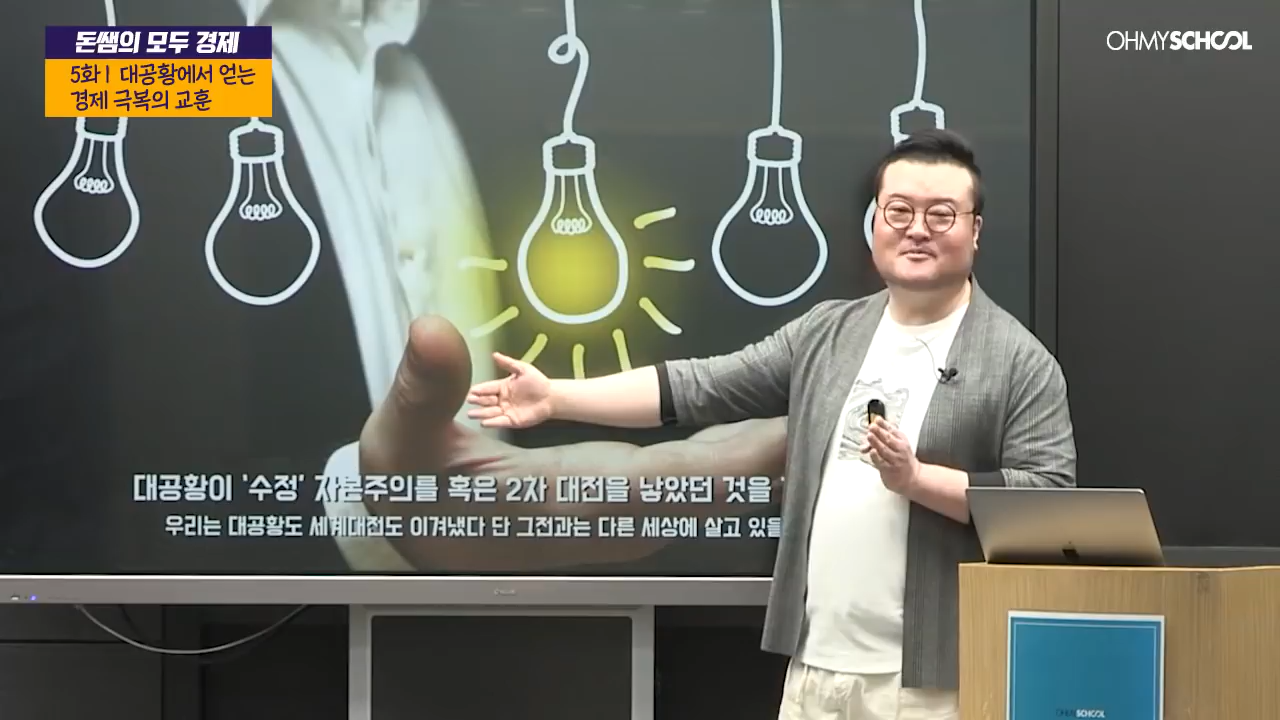 돈쌤의 모두 경제
5화 | 대공황에서 얻는
경제 극복의 교훈
OHMYSCHOOL
대공황이 '수정' 자본주의를 혹은 2차 대전을 낳았던 것을
우리는 대공황도 세계대전도 이겨냈다 단 그전과는 다른 세상에 살고
OHMYSCHOOL